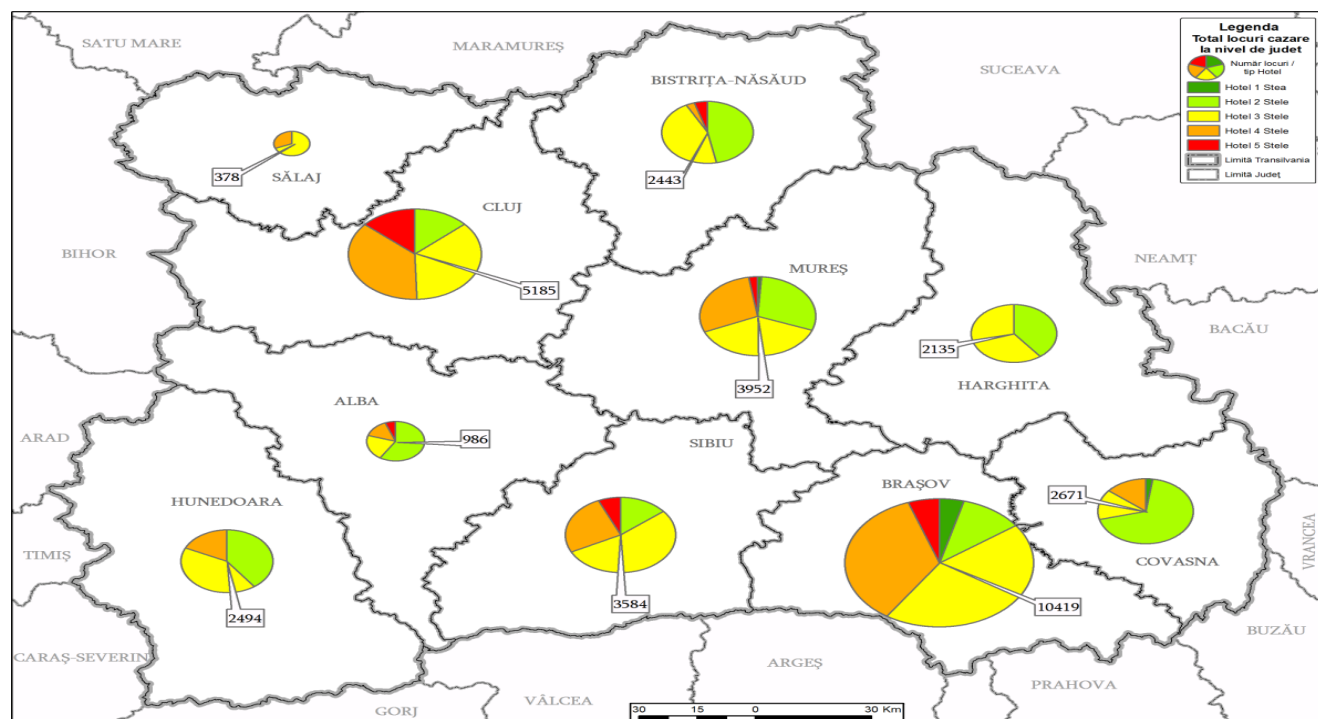 Legenda
Total locuri cazare
la nivel de judet
Număr locuri /
tip Hotel
Hotel 1 Stea
Hotel 2 Stele
Hotel 3 Stele
Hotel 4 Stele
Hotel 5 Stele
Limită Transilvania
Limită Județ
SATU MARE
MARAMUREȘ
SUCEAVA
BISTRIȚA-NĂSĂUD
2443
378
SĂLAJ
CLUJ
5185
BIHOR
MUREȘ
3952
NEAMȚ
BACĂU
2135
HARGHITA
ALBA
986
ARAD
SIBIU
3584
HUNEDOARA
2494
BRAȘOV
10419
2671
COVASNA
TIMIȘ
VRANCEA
BUZĂU
CARAȘ-SEVERIN
GORJ
VÂLCEA
ARGEȘ
PRAHOVA
30 15 0 30 Km